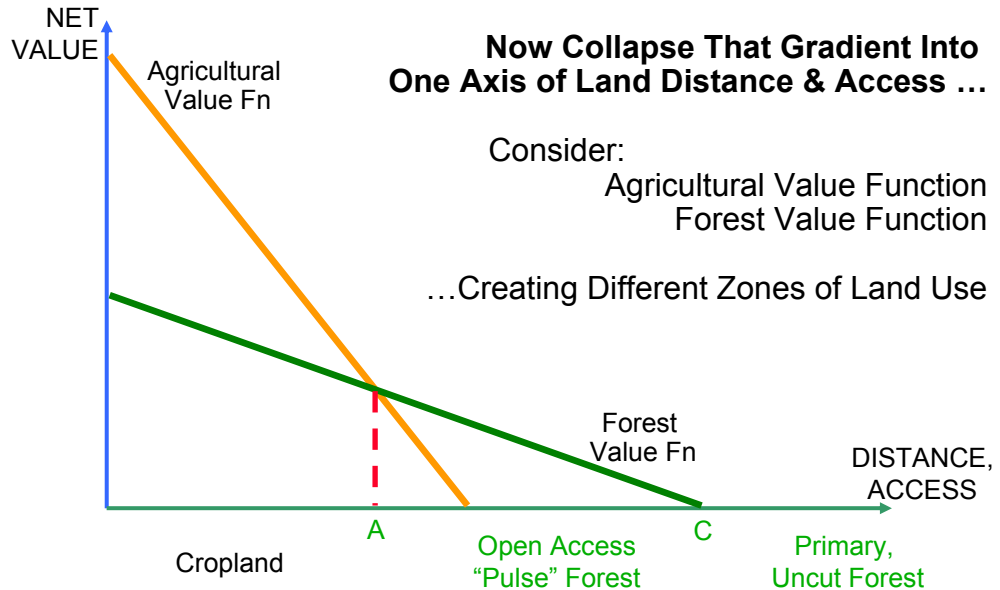 NET
VALUE
Now Collapse That Gradient Into
One Axis of Land Distance & Access …
Agricultural
Value Fn
Consider:
Agricultural Value Function
Forest Value Function
…Creating Different Zones of Land Use
Forest
Value Fn
DISTANCE,
ACCESS
A
C
Cropland
Open Access
“Pulse” Forest
Primary,
Uncut Forest